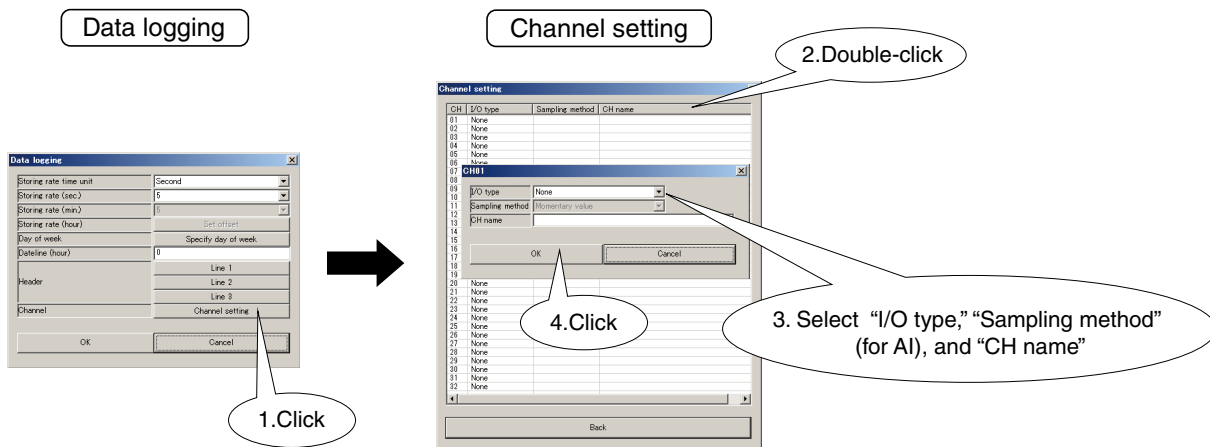 Data logging
Channel setting
2.Double-click
Data logging
Storing rate time unit Second
Storing rate (sec.) 5
Storing rate (min.) 5
Storing rate (hour) Set offset
Day of week Specify day of week
Dateline (hour) 0
Header Line 1
Line 2
Line 3
Channel Channel setting
OK Cancel
1.Click
Channel setting
CH I/O type Sampling method CH name
01 None
02 None
03 None
04 None
05 None
06 None
07
08
09
10
11
12
13
14
15
16
17
18
19
CH01
I/O type None
Sampling method Momentary value
CH name
OK Cancel
20 None
21 None
22 None
23 None
24 None
25 None
26 None
27 None
28 None
29 None
30 None
31 None
32 None
Back
4.Click
3. Select “I/O type,” “Sampling method”
(for AI), and “CH name”